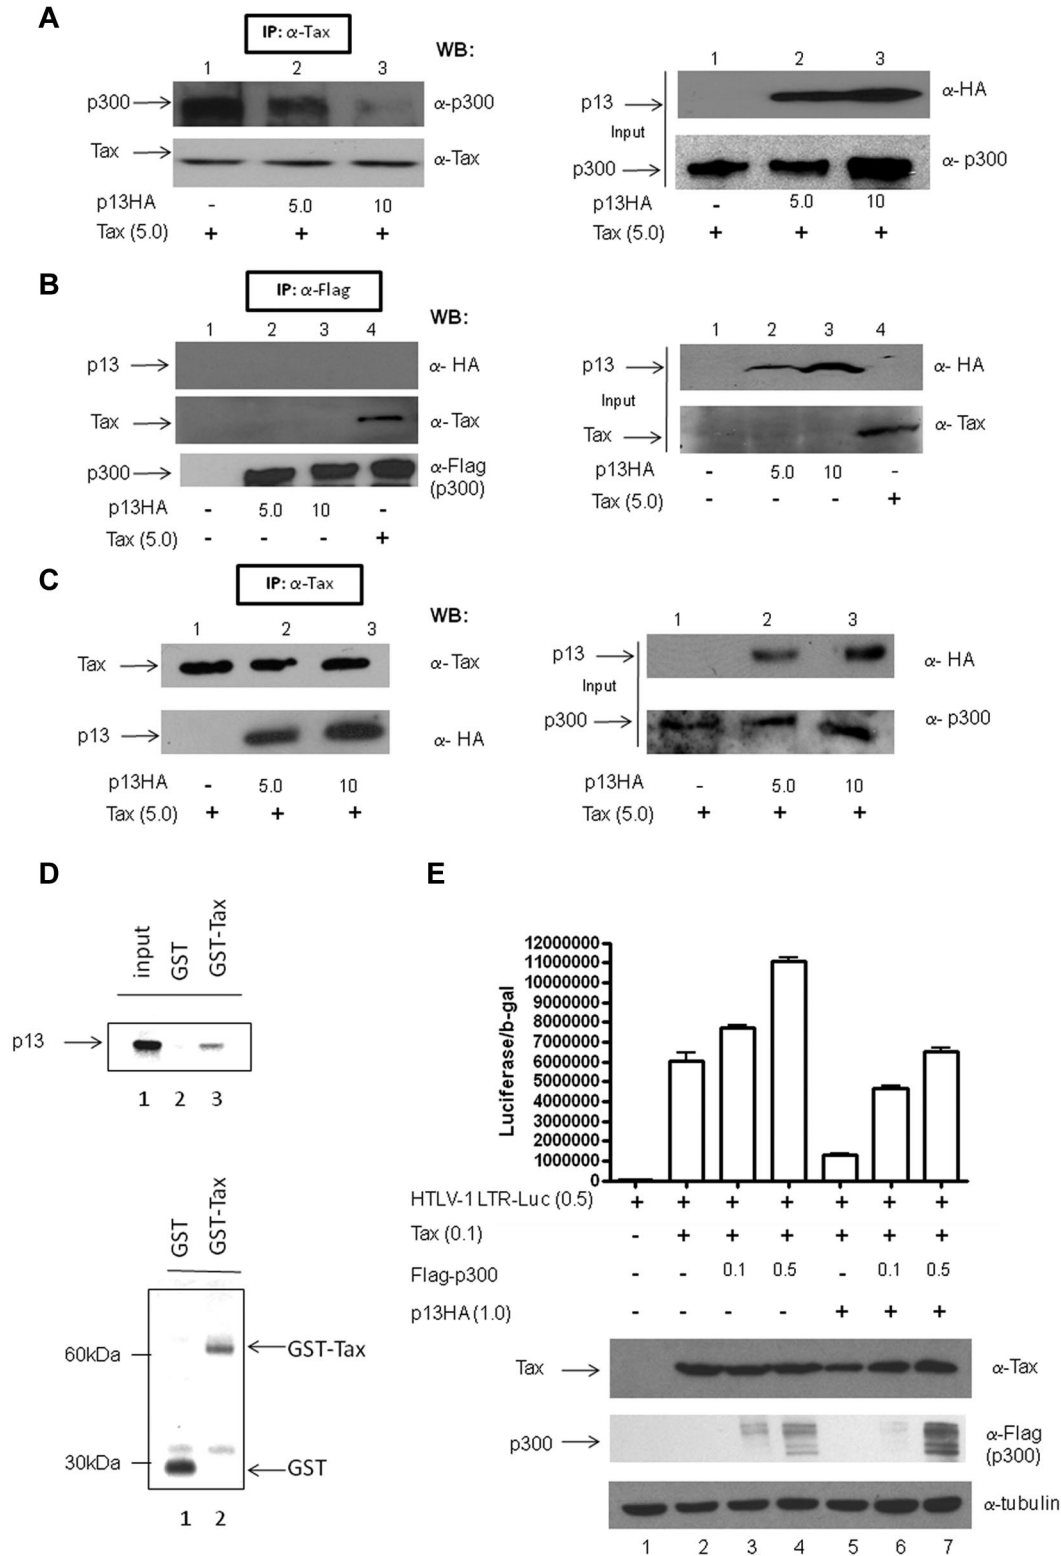 A
IP: α-Tax
WB:
1 2 3
p300 α-p300
Tax α-Tax
p13HA - 5.0 10
Tax (5.0) + + +
1 2 3
p13 α-HA
Input
p300 α- p300
p13HA - 5.0 10
Tax (5.0) + + +
B
IP: α-Flag
WB:
1 2 3 4
p13 α- HA
Tax α- Tax
p300 α-Flag
(p300)
p13HA - 5.0 10 -
Tax (5.0) - - - +
1 2 3 4
p13 α- HA
Input
Tax α- Tax
p13HA - 5.0 10 -
Tax (5.0) - - - +
C
IP: α-Tax
WB:
1 2 3
Tax α-Tax
p13 α- HA
p13HA - 5.0 10
Tax (5.0) + + +
1 2 3
p13 α- HA
Input
p300 α- p300
p13HA - 5.0 10
Tax (5.0) + + +
D
input GST GST-Tax
p13
1 2 3
GST GST-Tax
60kDa GST-Tax
30kDa GST
1 2
E
Luciferase/b-gal
12000000
11000000
10000000
9000000
8000000
7000000
6000000
5000000
4000000
3000000
2000000
1000000
0
HTLV-1 LTR-Luc (0.5) + + + + + + +
Tax (0.1) - + + + + + +
Flag-p300 - - 0.1 0.5 - 0.1 0.5
p13HA (1.0) - - - - + + +
Tax α-Tax
p300 α-Flag
(p300)
α-tubulin
1 2 3 4 5 6 7